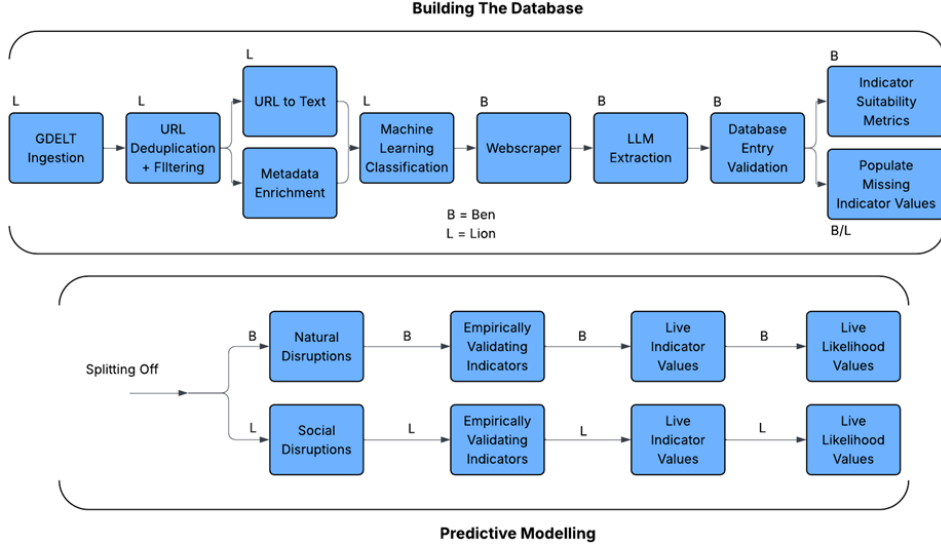 Building The Database
L
L
L
L
B
B
B
B
GDELT
Ingestion
URL
Deduplication
+ FIltering
URL to Text
Metadata
Enrichment
Machine
Learning
Classification
Webscraper
LLM
Extraction
Database
Entry
Validation
Indicator
Suitability
Metrics
Populate
Missing
Indicator Values
B/L
B = Ben
L = Lion
Splitting Off
B
Natural
Disruptions
B
Empirically
Validating
Indicators
B
Live
Indicator
Values
B
Live
Likelihood
Values
L
Social
Disruptions
L
Empirically
Validating
Indicators
L
Live
Indicator
Values
L
Live
Likelihood
Values
Predictive Modelling